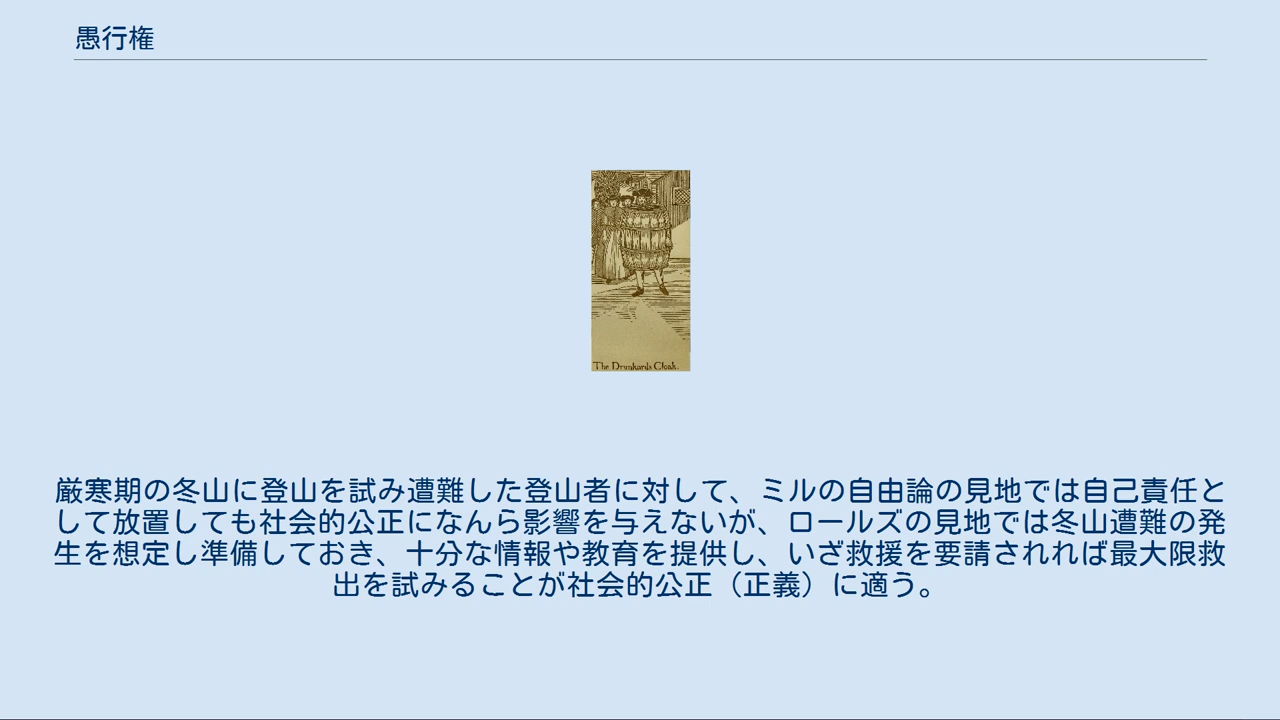 愚行権
The Drunkards Cloak.
厳寒期の冬山に登山を試み遭難した登山者に対して、ミルの自由論の見地では自己責任と
して放置しても社会的公正になんら影響を与えないが、ロールズの見地では冬山遭難の発
生を想定し準備しておき、十分な情報や教育を提供し、いざ救援を要請されれば最大限救
出を試みることが社会的公正（正義）に適う。